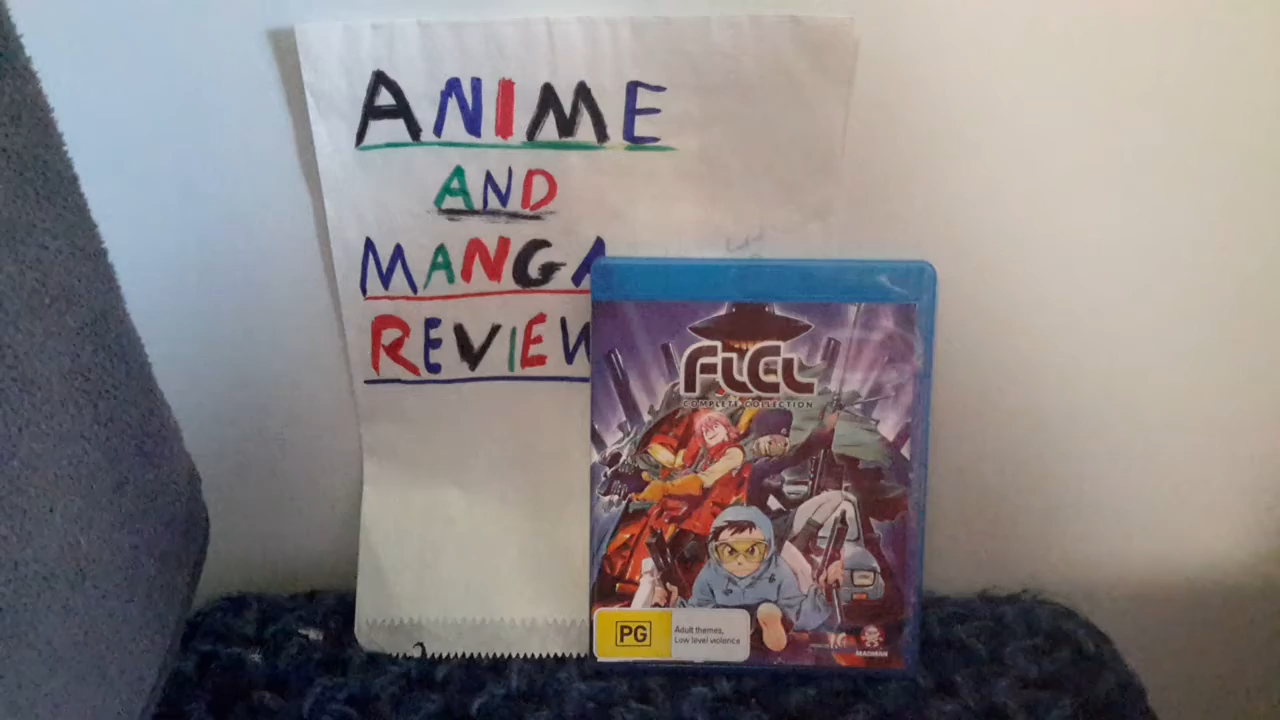 ANIME
AND
MANGA
REVIEW
FLCL
COMPLETE COLLECTION
PG
Adult themes,
Low level violence
MADMAN